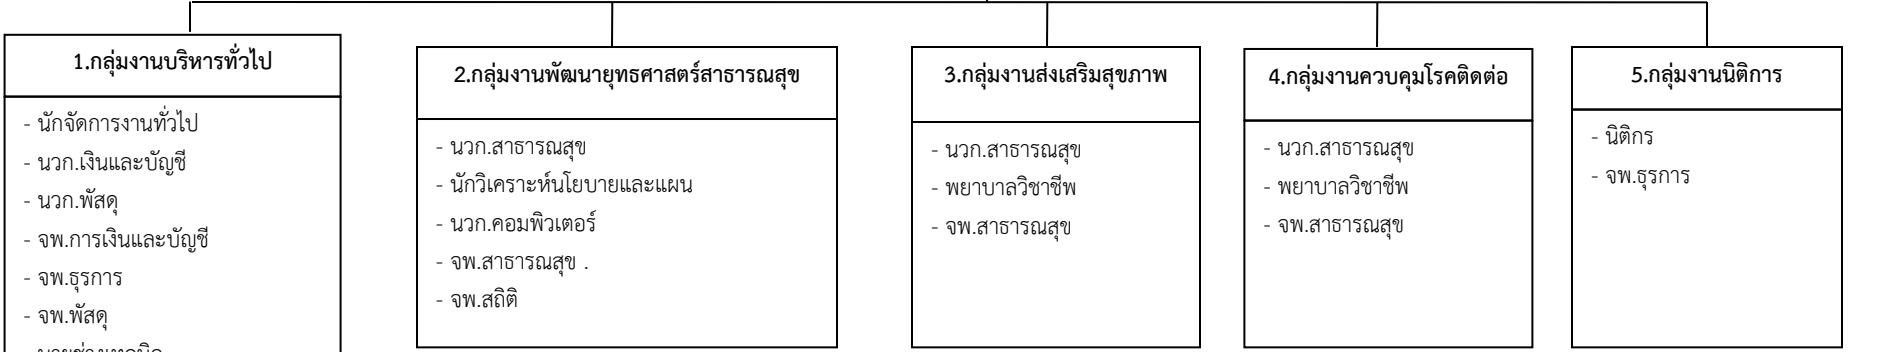 1.กลุ่มงานบริหารทั่วไป
- นักจัดการงานทั่วไป
- นวก.เงินและบัญชี
- นวก.พัสดุ
- จพ.การเงินและบัญชี
- จพ.ธุรการ
- จพ.พัสดุ
2.กลุ่มงานพัฒนายุทธศาสตร์สาธารณสุข
- นวก.สาธารณสุข
- นักวิเคราะห์นโยบายและแผน
- นวก.คอมพิวเตอร์
- จพ.สาธารณสุข .
- จพ.สถิติ
3.กลุ่มงานส่งเสริมสุขภาพ
- นวก.สาธารณสุข
- พยาบาลวิชาชีพ
- จพ.สาธารณสุข
4.กลุ่มงานควบคุมโรคติดต่อ
- นวก.สาธารณสุข
- พยาบาลวิชาชีพ
- จพ.สาธารณสุข
5.กลุ่มงานนิติการ
- นิติกร
- จพ.ธุรการ